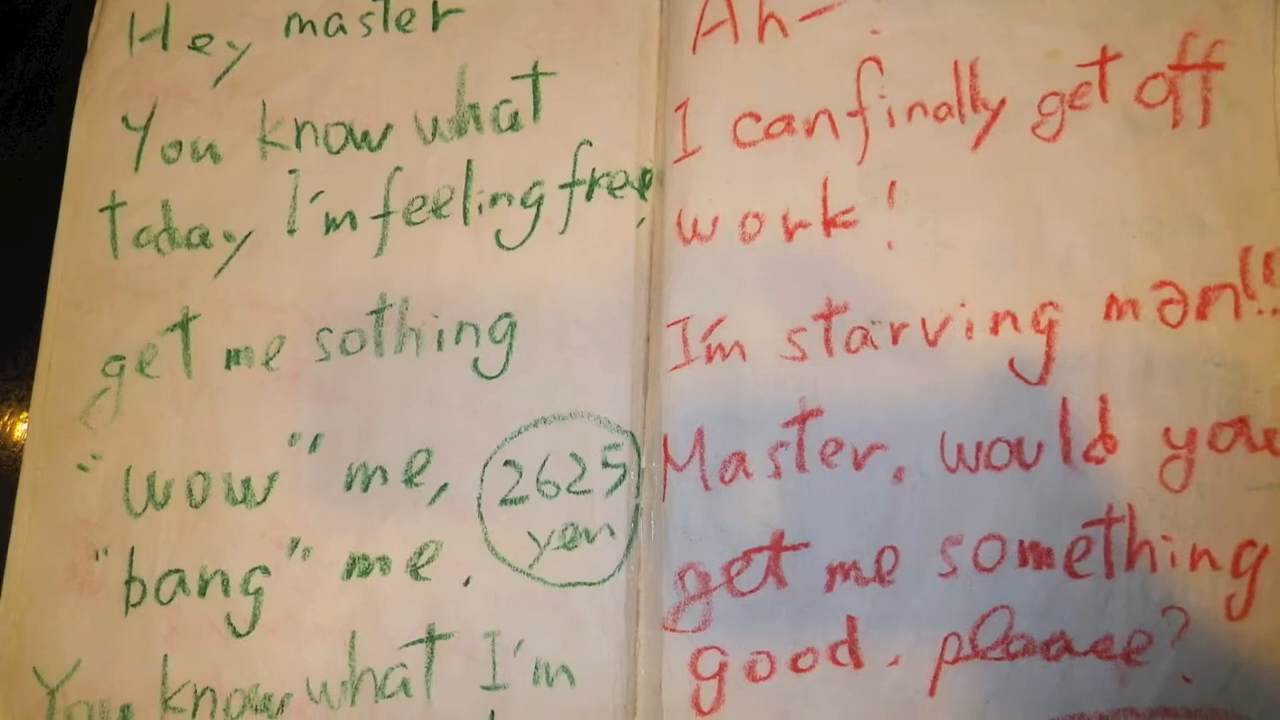 Hey master
You know what
today I'm feeling free,
get me sothing
"wow" me,
"bang" me.
2625
yen
You know what I'm
Ah-
I can finally get off
work!
I'm starving man!!
Master. would you
get me something
good. please?